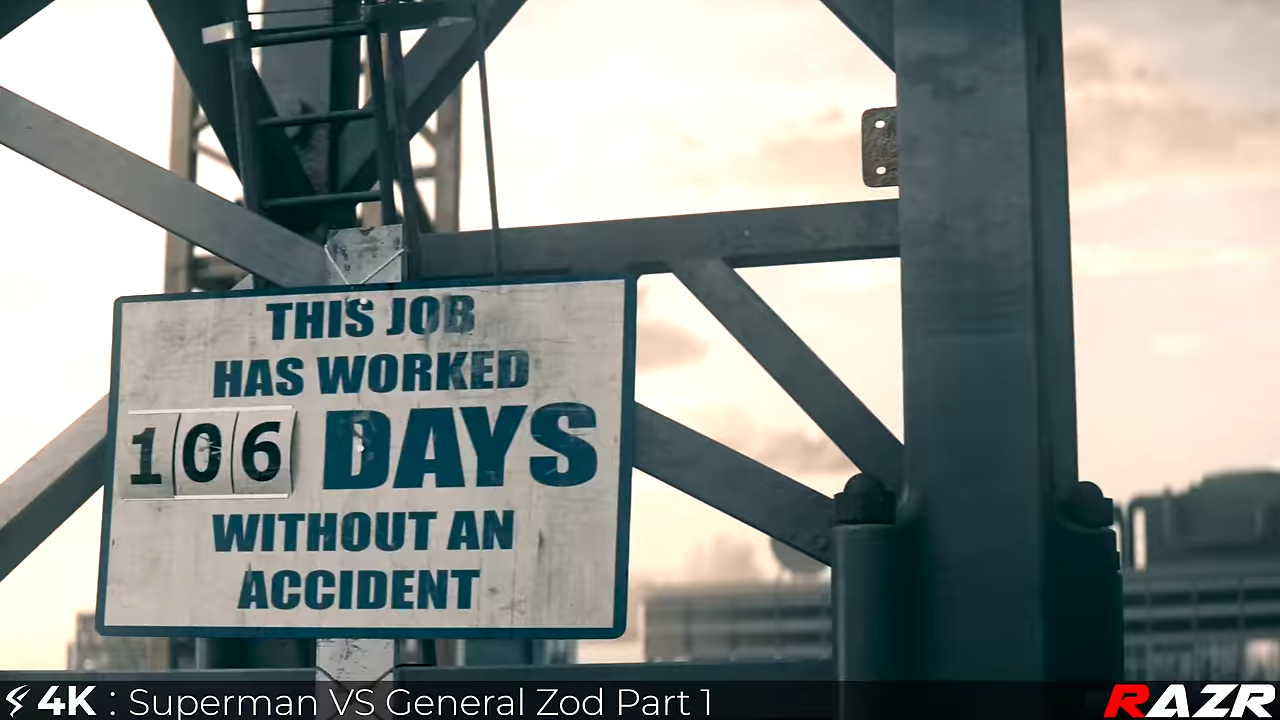 THIS JOB
HAS WORKED
106 DAYS
WITHOUT AN
ACCIDENT
4K : Superman VS General Zod Part 1
RAZR